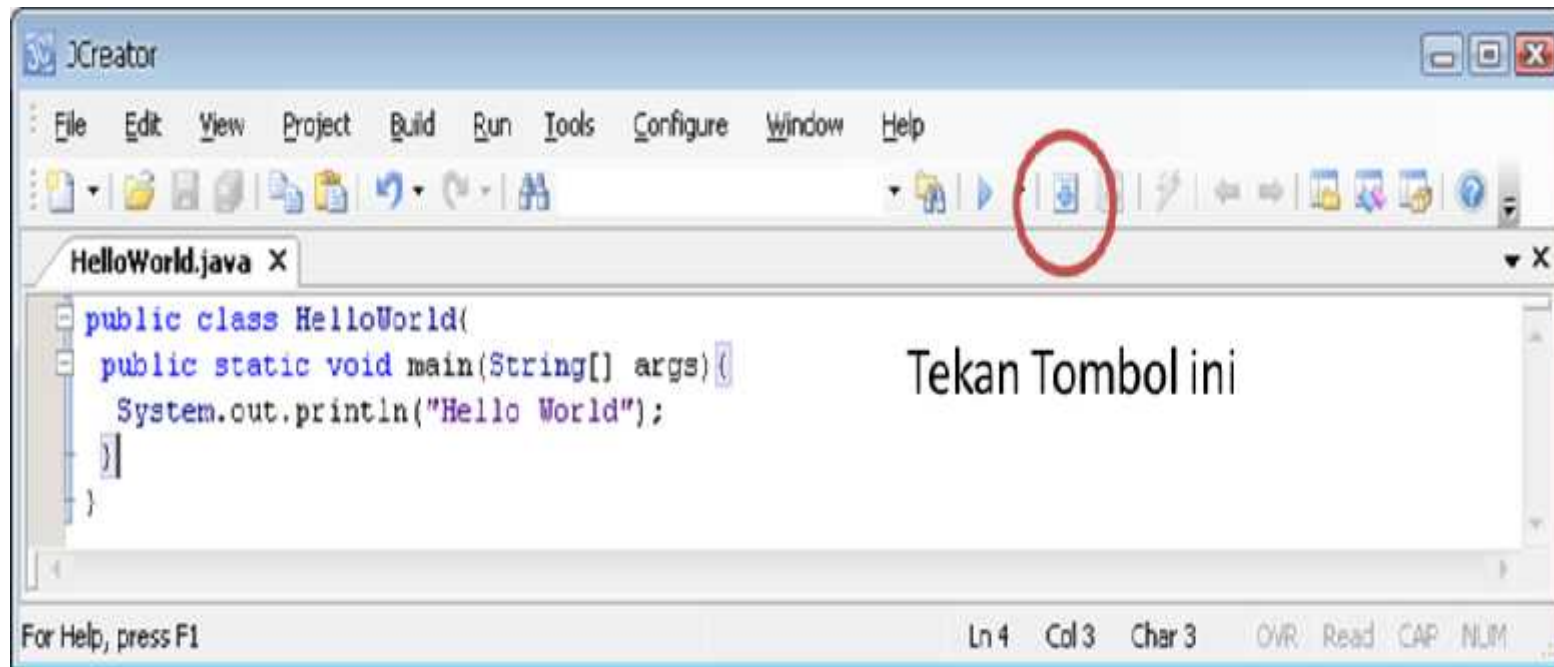 JCreator
File Edit View Project Build Run Tools Configure Window Help
HelloWorld.java X
public class HelloWorld{
public static void main(String[] args){
System.out.println("Hello World");
}
}
Tekan Tombol ini
For Help, press F1 Ln 4 Col 3 Char 3 OVR Read CAP NUM